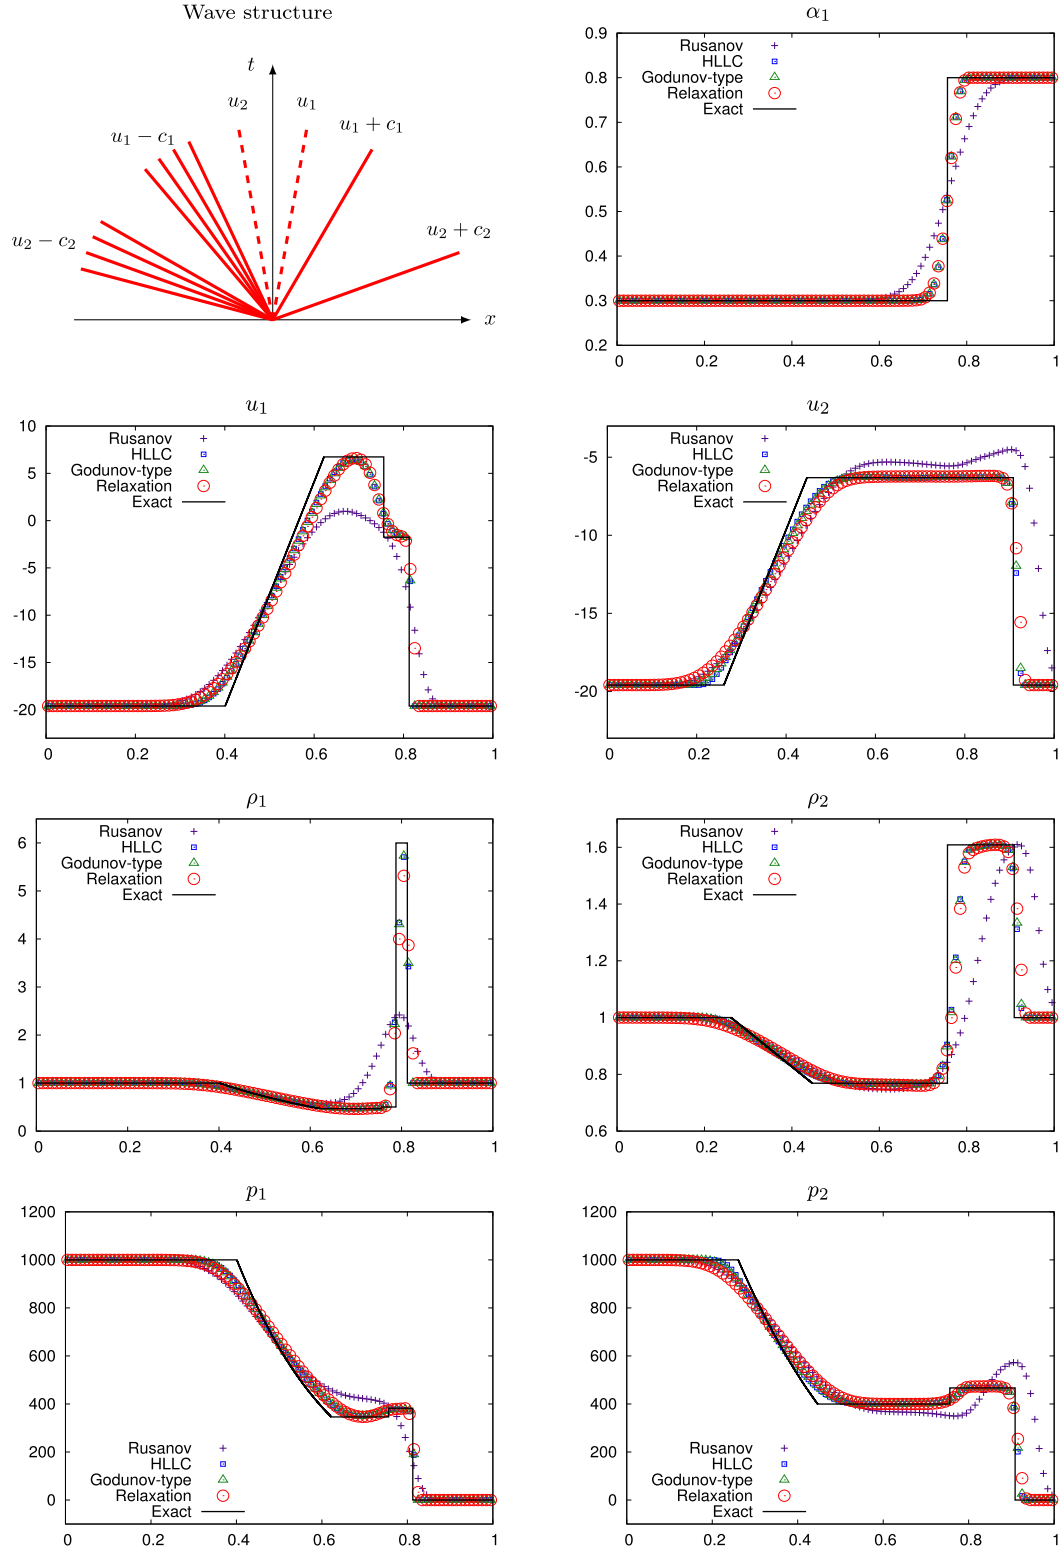 Wave structure
t
u₂
u₁
u₁ − c₁
u₁ + c₁
u₂ − c₂
u₂ + c₂
x
α₁
0.9
0.8
0.7
0.6
0.5
0.4
0.3
0.2
Rusanov
HLLC
Godunov-type
Relaxation
Exact
0 0.2 0.4 0.6 0.8 1
u₁
10
5
0
-5
-10
-15
-20
Rusanov
HLLC
Godunov-type
Relaxation
Exact
0 0.2 0.4 0.6 0.8 1
u₂
-5
-10
-15
-20
Rusanov
HLLC
Godunov-type
Relaxation
Exact
0 0.2 0.4 0.6 0.8 1
ρ₁
6
5
4
3
2
1
0
Rusanov
HLLC
Godunov-type
Relaxation
Exact
0 0.2 0.4 0.6 0.8 1
ρ₂
1.6
1.4
1.2
1
0.8
0.6
Rusanov
HLLC
Godunov-type
Relaxation
Exact
0 0.2 0.4 0.6 0.8 1
p₁
1200
1000
800
600
400
200
0
Rusanov
HLLC
Godunov-type
Relaxation
Exact
0 0.2 0.4 0.6 0.8 1
p₂
1200
1000
800
600
400
200
0
Rusanov
HLLC
Godunov-type
Relaxation
Exact
0 0.2 0.4 0.6 0.8 1